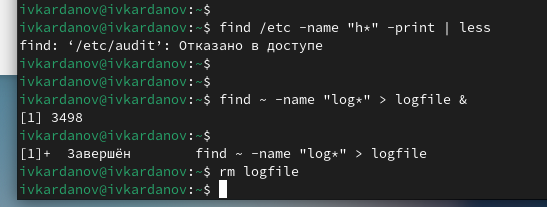 ivkardanov@ivkardanov:~$
ivkardanov@ivkardanov:~$ find /etc -name "h*" -print | less
find: ‘/etc/audit’: Отказано в доступе
ivkardanov@ivkardanov:~$
ivkardanov@ivkardanov:~$
ivkardanov@ivkardanov:~$ find ~ -name "log*" > logfile &
[1] 3498
ivkardanov@ivkardanov:~$
[1]+  Завершён        find ~ -name "log*" > logfile
ivkardanov@ivkardanov:~$ rm logfile
ivkardanov@ivkardanov:~$